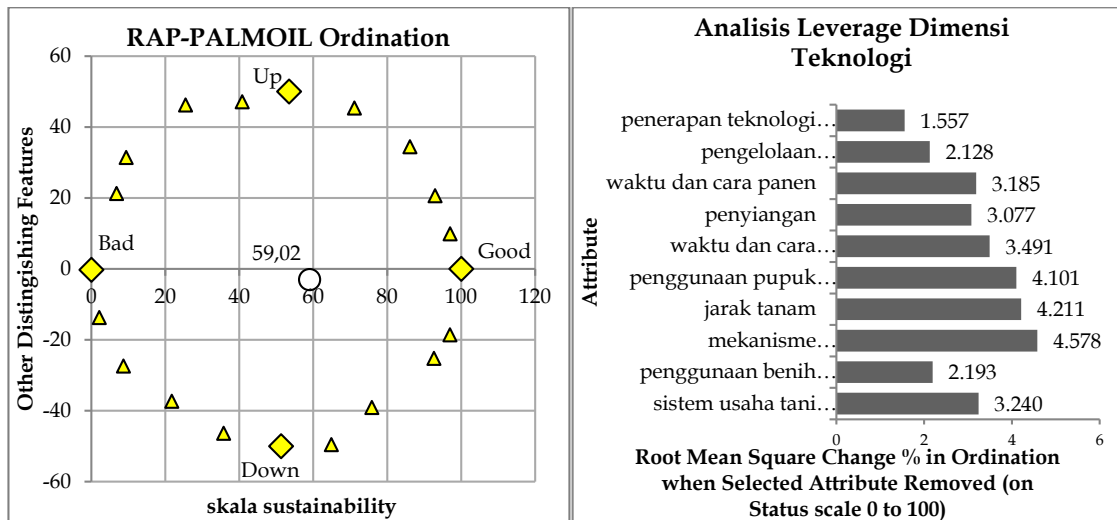 RAP-PALMOIL Ordination
60
Up
40
20
Bad
59,02
Good
0
0
20
40
60
80
100
120
-20
-40
Down
-60
Other Distingishing Features
skala sustainability
Analisis Leverage Dimensi
Teknologi
penerapan teknologi… 1.557
pengelolaan… 2.128
waktu dan cara panen 3.185
penyiangan 3.077
waktu dan cara… 3.491
penggunaan pupuk… 4.101
jarak tanam 4.211
mekanisme… 4.578
penggunaan benih… 2.193
sistem usaha tani… 3.240
Attribute
0 2 4 6
Root Mean Square Change % in Ordination
when Selected Attribute Removed (on
Status scale 0 to 100)